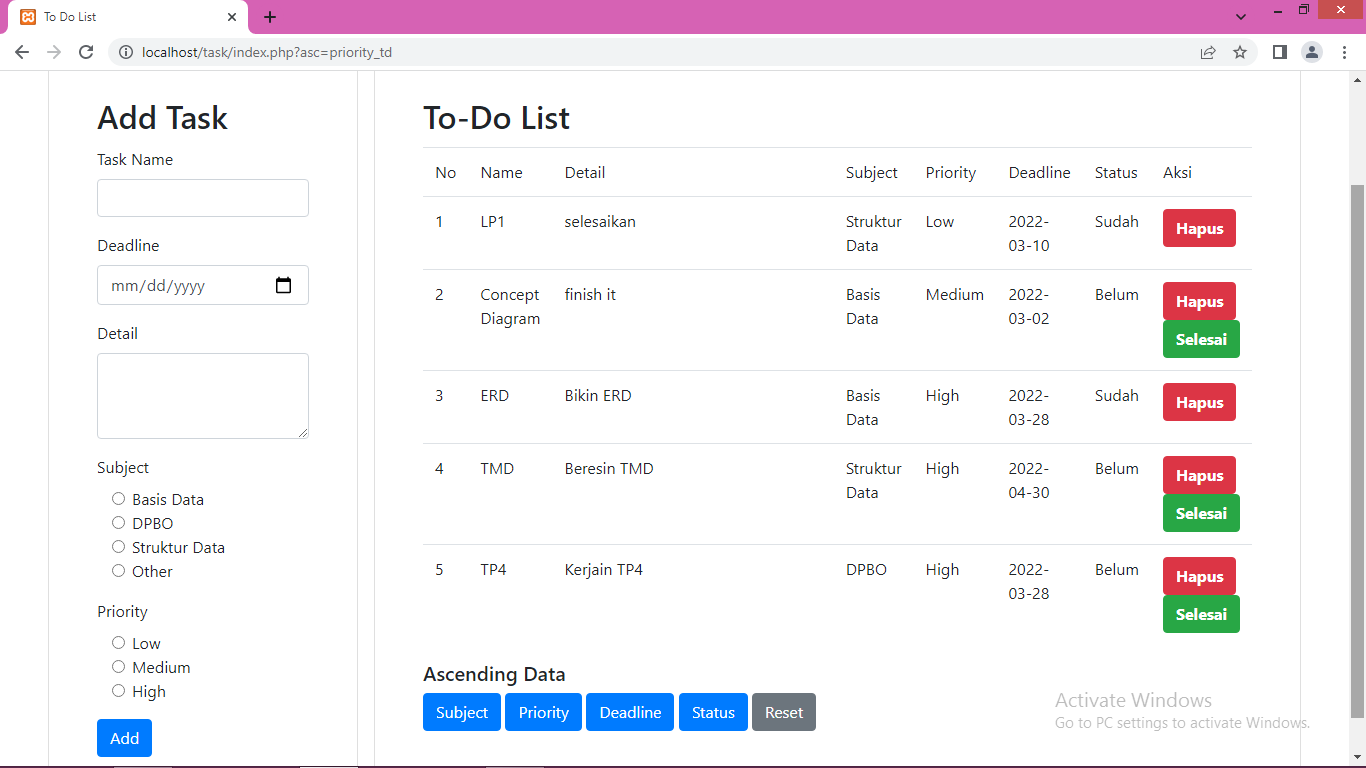 To Do List
localhost/task/index.php?asc=priority_td
Add Task
Task Name
Deadline
mm/dd/yyyy
Detail
Subject
Basis Data
DPBO
Struktur Data
Other
Priority
Low
Medium
High
Add
To-Do List
No Name Detail Subject Priority Deadline Status Aksi
1 LP1 selesaikan Struktur Low 2022- Sudah Hapus
Data 03-10
2 Concept finish it Basis Medium 2022- Belum Hapus
Diagram Data 03-02
Selesai
3 ERD Bikin ERD Basis High 2022- Sudah Hapus
Data 03-28
4 TMD Beresin TMD Struktur High 2022- Belum Hapus
Data 04-30
Selesai
5 TP4 Kerjain TP4 DPBO High 2022- Belum Hapus
03-28
Selesai
Ascending Data
Subject Priority Deadline Status Reset
Activate Windows
Go to PC settings to activate Windows.